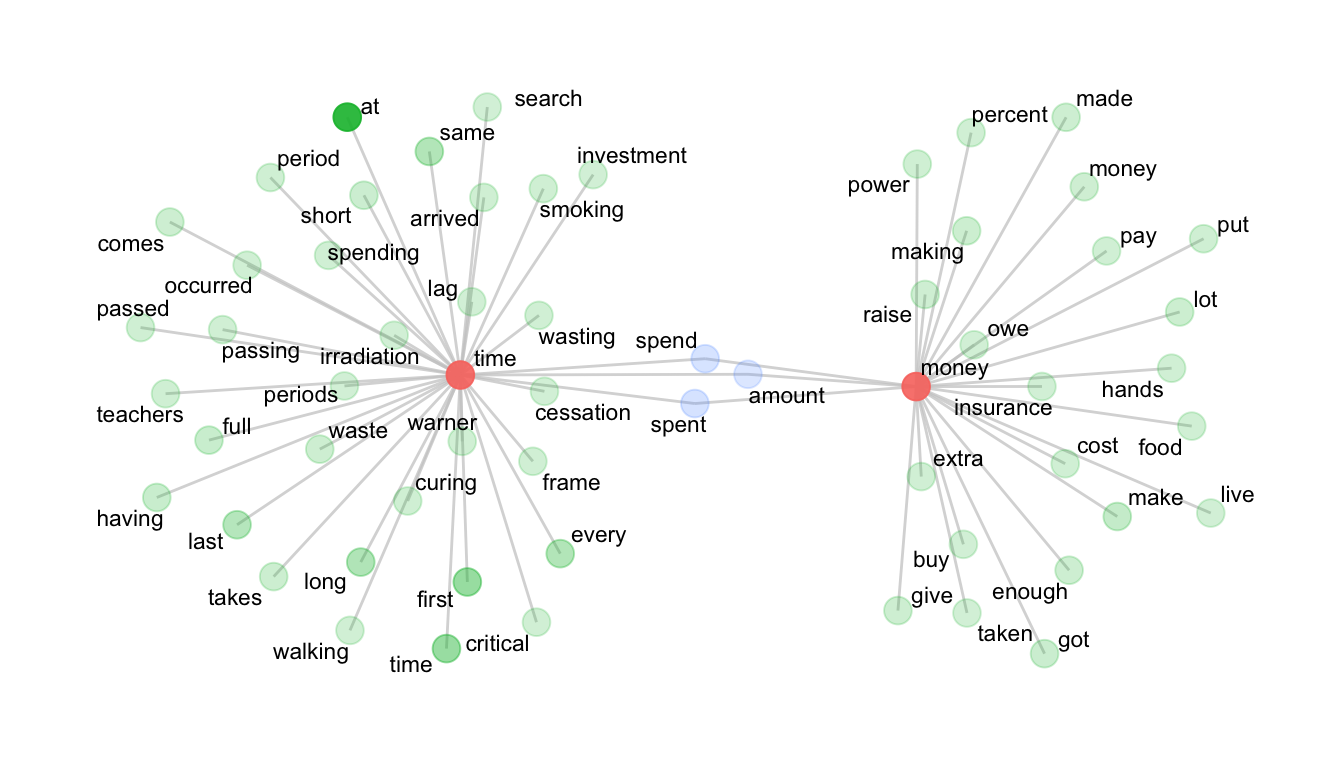 at
search
same
period
investment
short
arrived
smoking
comes
spending
occurred
lag
passed
passing
irradiation
wasting
time
spend
periods
teachers
cessation
amount
full
waste
warner
spent
curing
frame
having
last
every
long
takes
first
walking
time
critical
made
percent
power
money
making
pay
put
raise
owe
lot
money
insurance
hands
extra
cost
food
make
live
buy
enough
give
taken
got